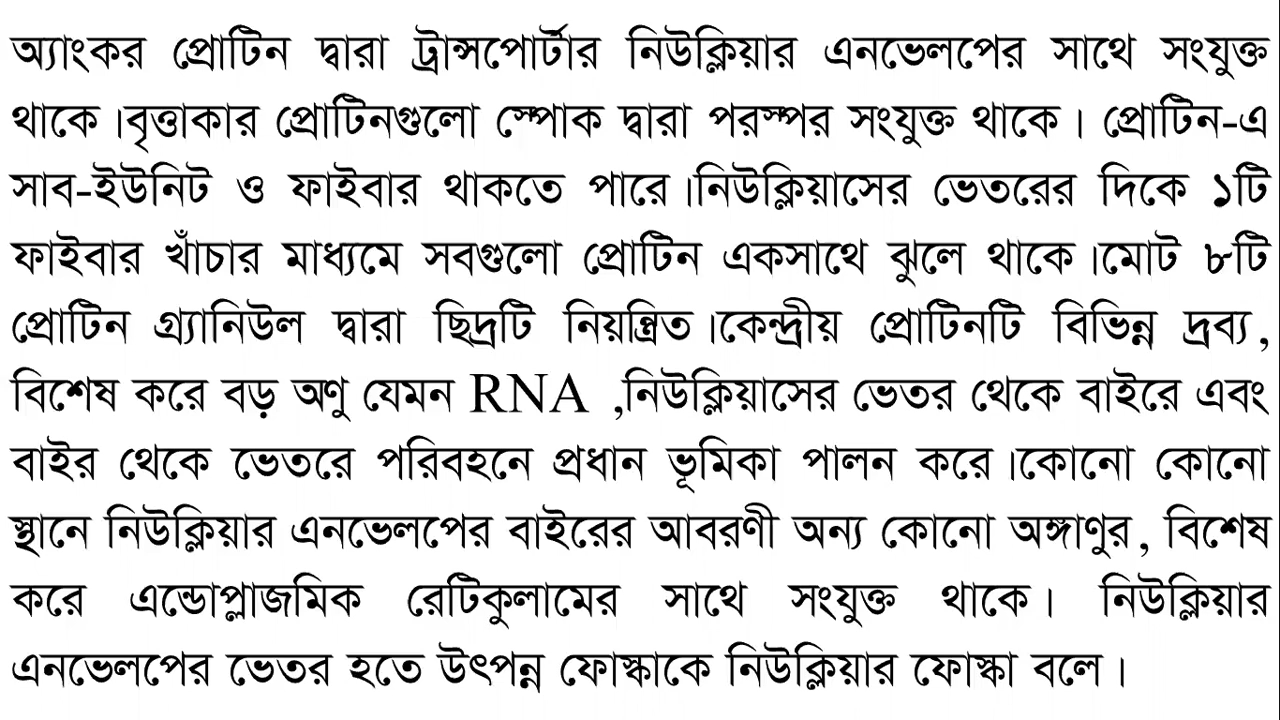 অ্যাংকর প্রোটিন দ্বারা ট্রান্সপোর্টার নিউক্লিয়ার এনভেলপের সাথে সংযুক্ত
থাকে।বৃত্তাকার প্রোটিনগুলো স্পোক দ্বারা পরস্পর সংযুক্ত থাকে। প্রোটিন-এ
সাব-ইউনিট ও ফাইবার থাকতে পারে।নিউক্লিয়াসের ভেতরের দিকে ১টি
ফাইবার খাঁচার মাধ্যমে সবগুলো প্রোটিন একসাথে ঝুলে থাকে।মোট ৮টি
প্রোটিন গ্র্যানিউল দ্বারা ছিদ্রটি নিয়ন্ত্রিত।কেন্দ্রীয় প্রোটিনটি বিভিন্ন দ্রব্য,
বিশেষ করে বড় অণু যেমন RNA ,নিউক্লিয়াসের ভেতর থেকে বাইরে এবং
বাইর থেকে ভেতরে পরিবহনে প্রধান ভূমিকা পালন করে।কোনো কোনো
স্থানে নিউক্লিয়ার এনভেলপের বাইরের আবরণী অন্য কোনো অঙ্গাণুর, বিশেষ
করে এন্ডোপ্লাজমিক রেটিকুলামের সাথে সংযুক্ত থাকে। নিউক্লিয়ার
এনভেলপের ভেতর হতে উৎপন্ন ফোস্কাকে নিউক্লিয়ার ফোস্কা বলে।